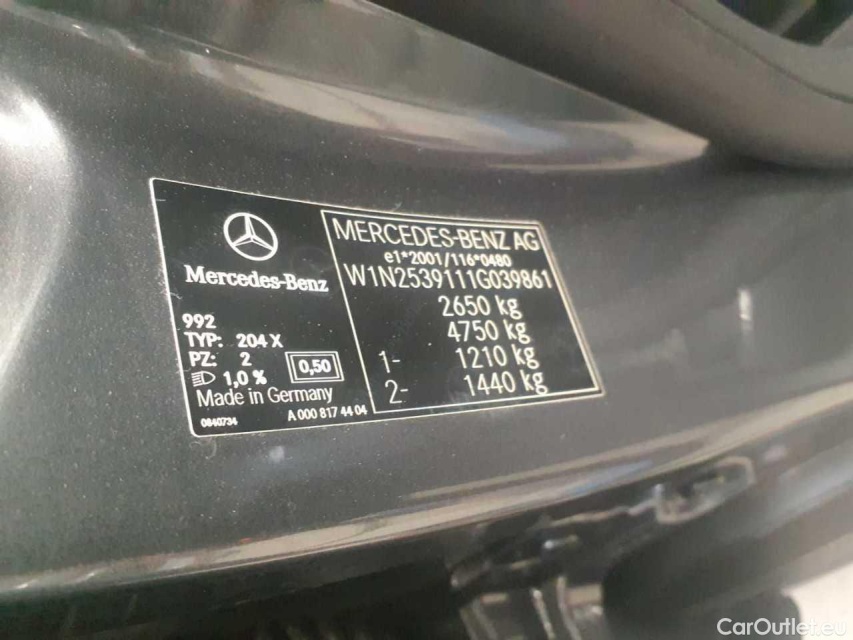 Mercedes-Benz
992
TYP: 204 X
PZ: 2
1,0 %
0,50
Made in Germany
0840734
A 000 817 44 04
MERCEDES-BENZ AG
e1*2001/116*0480
W1N2539111G039861
2650 kg
4750 kg
1- 1210 kg
2- 1440 kg
CarOutlet.eu